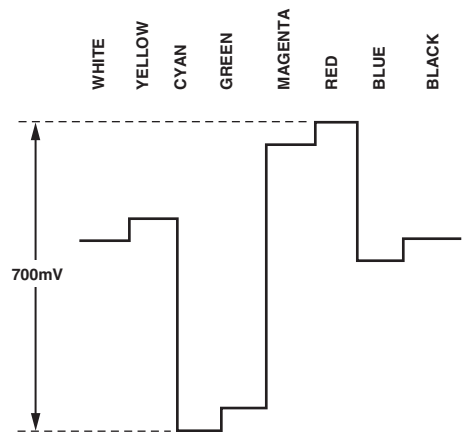 WHITE
YELLOW
CYAN
GREEN
MAGENTA
RED
BLUE
BLACK
700mV